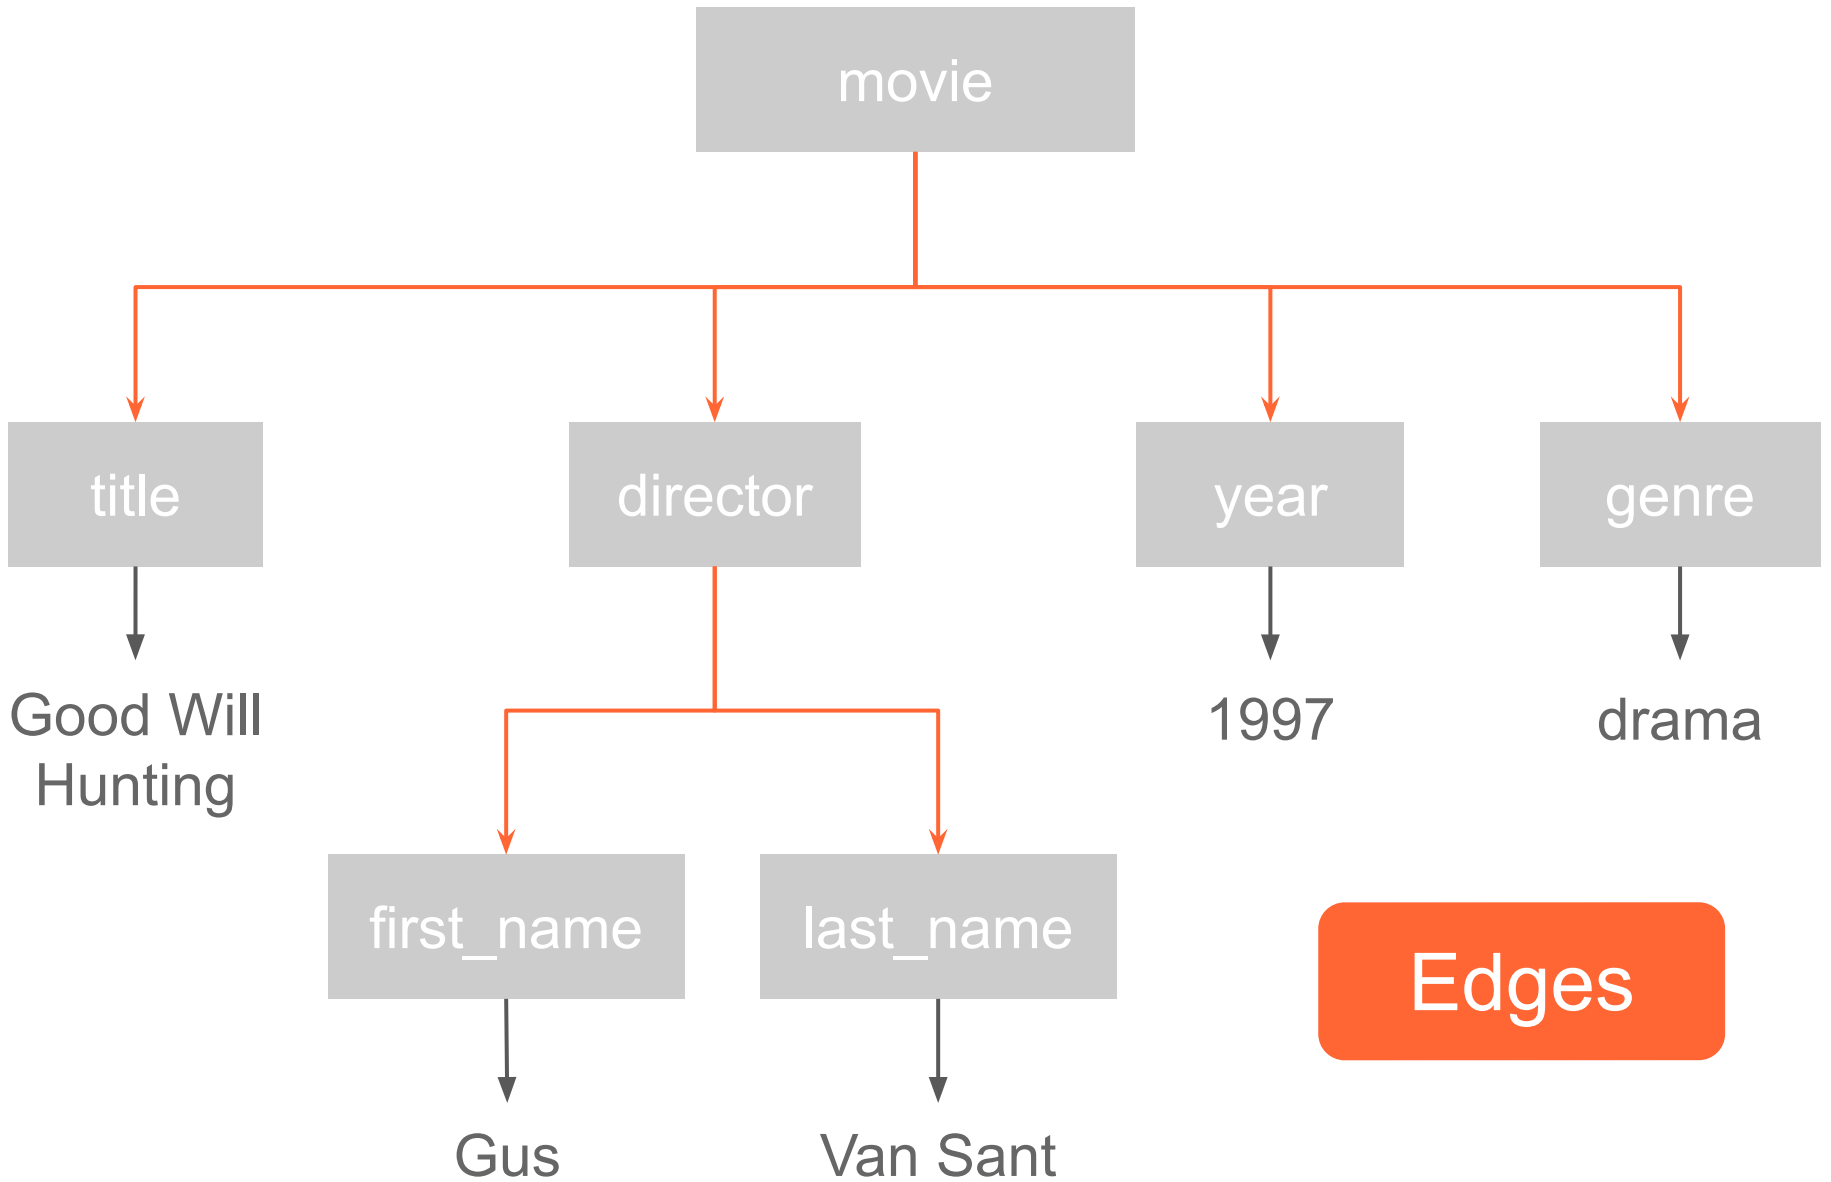 movie
title
director
year
genre
Good Will
Hunting
1997
drama
first_name
last_name
Edges
Gus
Van Sant